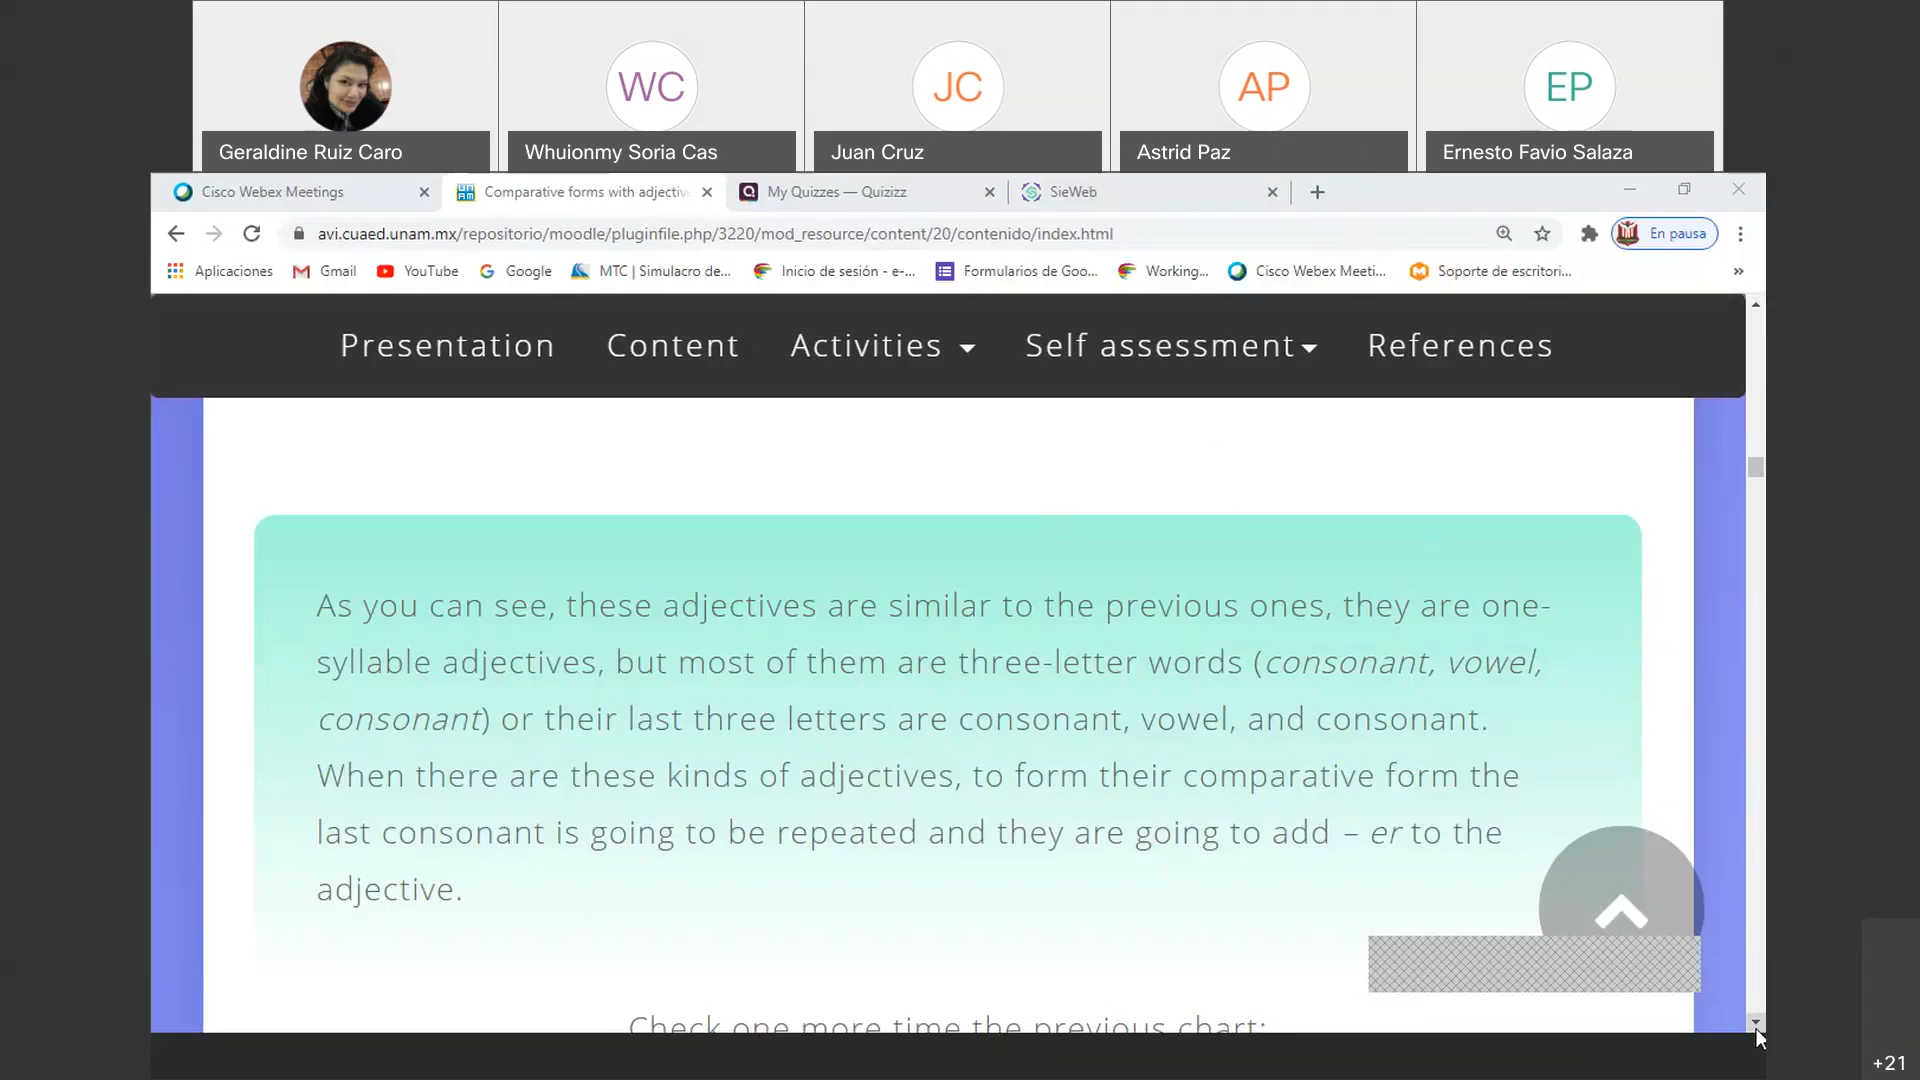 WC
JC
AP
EP
Geraldine Ruiz Caro
Whuionmy Soria Cas
Juan Cruz
Astrid Paz
Ernesto Favio Salaza
Cisco Webex Meetings
Comparative forms with adjectiv
My Quizzes — Quizizz
SieWeb
avi.cuaed.unam.mx/repositorio/moodle/pluginfile.php/3220/mod_resource/content/20/contenido/index.html
En pausa
Aplicaciones
Gmail
YouTube
Google
MTC | Simulacro de...
Inicio de sesión - e-...
Formularios de Goo...
Working...
Cisco Webex Meeti...
Soporte de escritori...
»
Presentation
Content
Activities
Self assessment
References
As you can see, these adjectives are similar to the previous ones, they are one-
syllable adjectives, but most of them are three-letter words (consonant, vowel,
consonant) or their last three letters are consonant, vowel, and consonant.
When there are these kinds of adjectives, to form their comparative form the
last consonant is going to be repeated and they are going to add – er to the
adjective.
Check one more time the previous chart:
+21